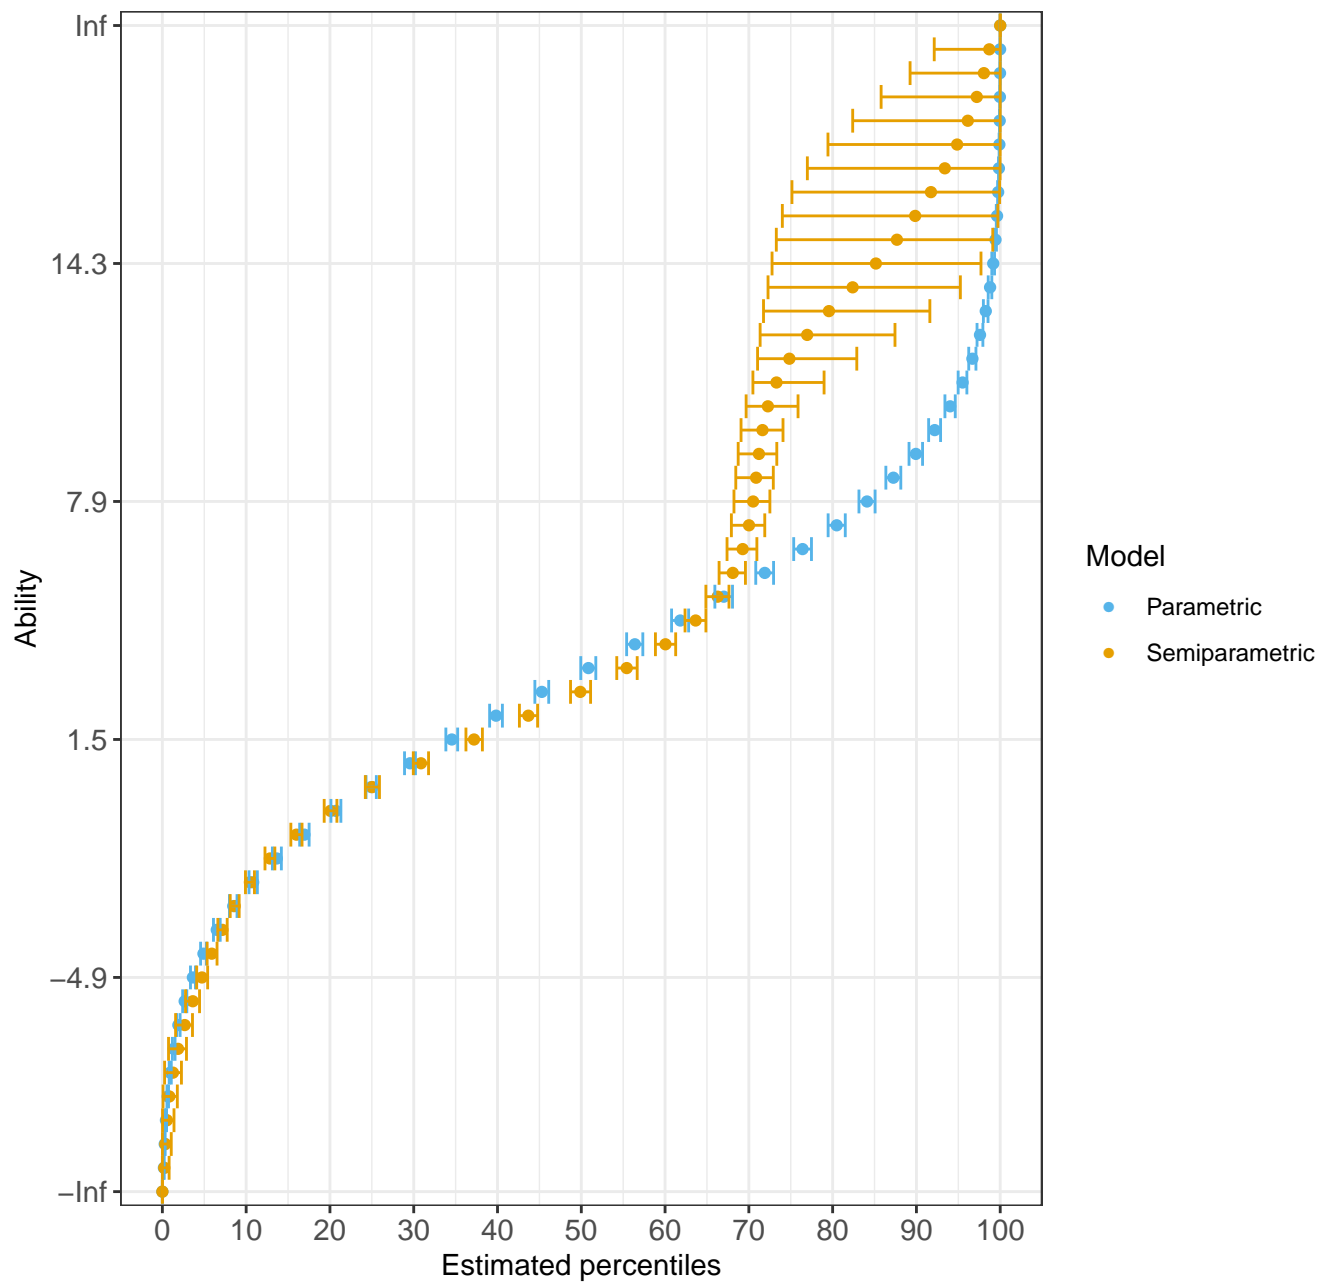 Inf
14.3
7.9
1.5
−4.9
−Inf
Ability
0 10 20 30 40 50 60 70 80 90 100
Estimated percentiles
Model
Parametric
Semiparametric